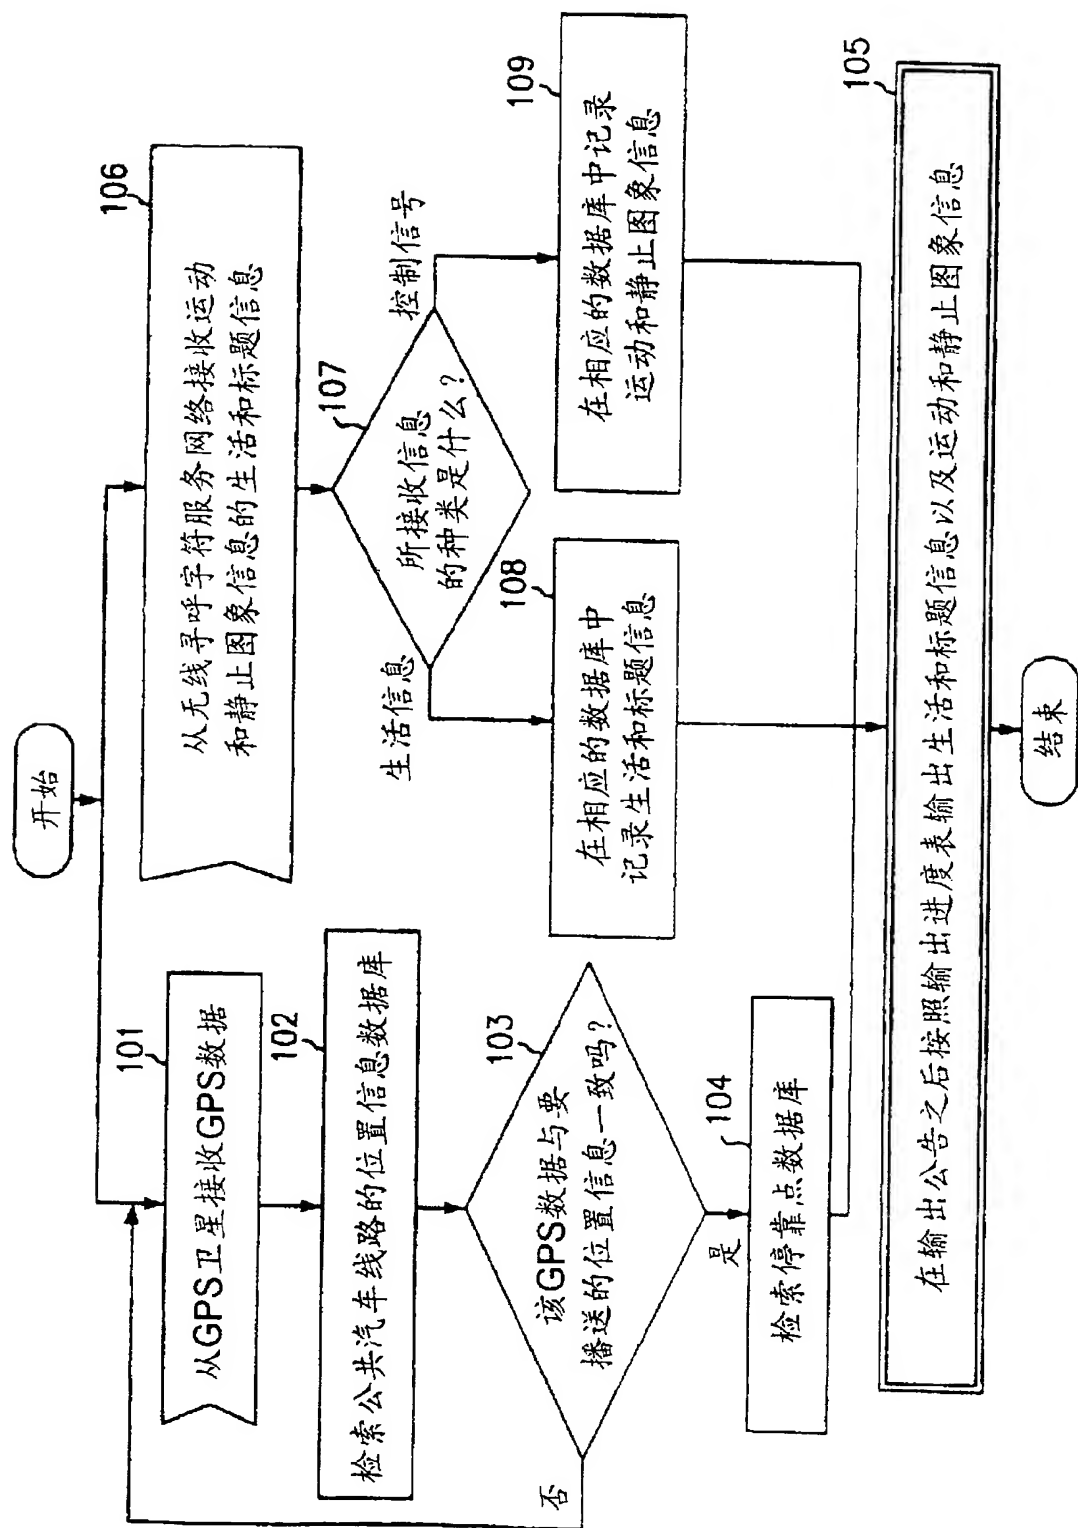 开始
101
从GPS卫星接收GPS数据
102
检索公共汽车线路的位置信息数据库
103
该GPS数据与要
播送的位置信息一致吗?
否
是
104
检索停靠点数据库
106
从无线寻呼字符服务网络接收运动
和静止图象信息的生活和标题信息
107
所接收信息
的种类是什么?
生活信息
控制信号
108
在相应的数据库中
记录生活和标题信息
109
在相应的数据库中记录
运动和静止图象信息
105
在输出公告之后按照输出进度表输出生活和标题信息以及运动和静止图象信息
结束